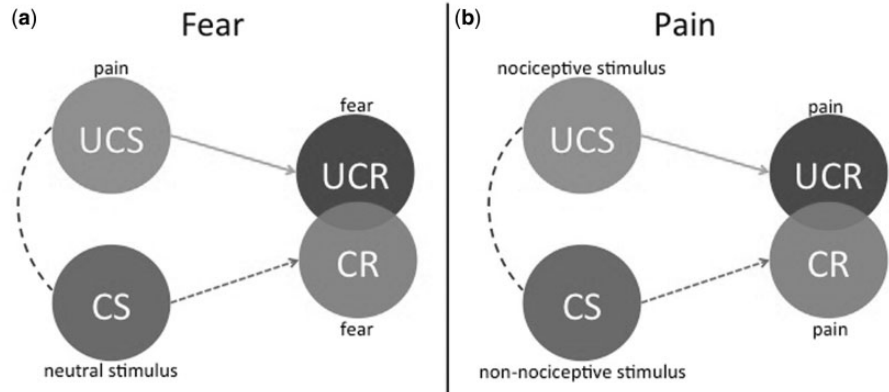 (a)
Fear
pain
UCS
fear
UCR
CR
fear
CS
neutral stimulus
(b)
Pain
nociceptive stimulus
UCS
pain
UCR
CR
pain
CS
non-nociceptive stimulus